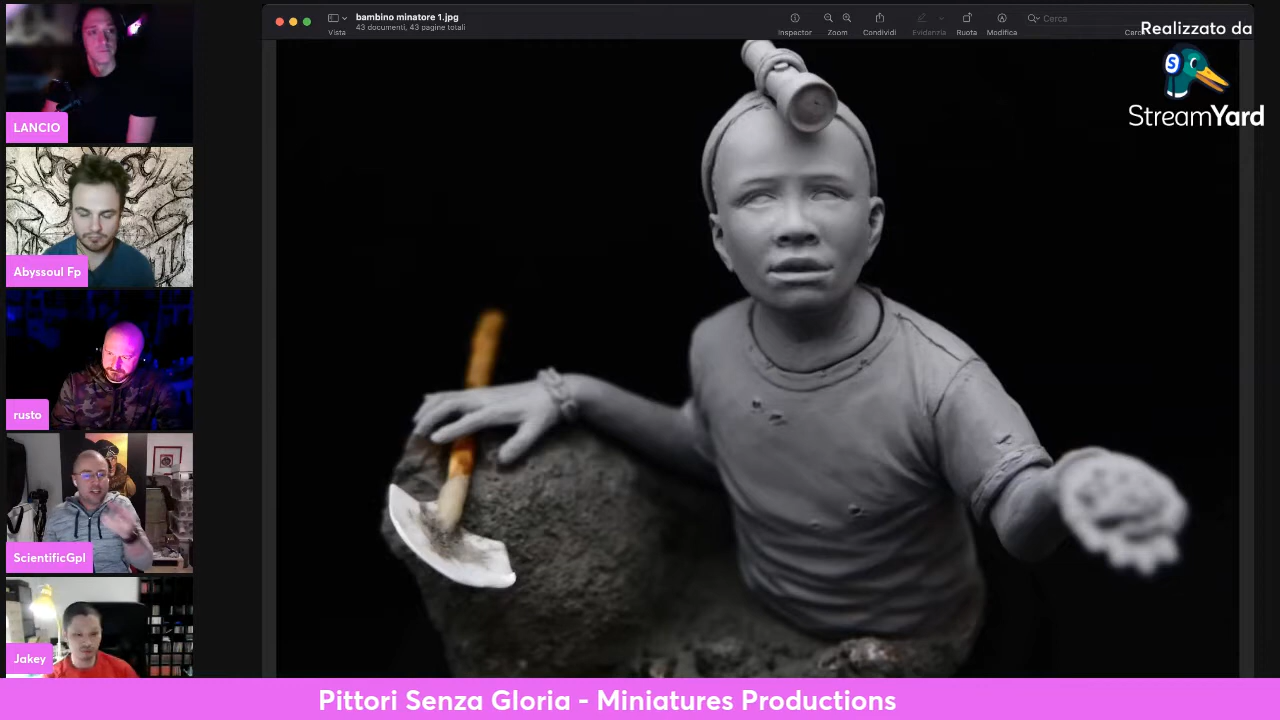 LANCIO
Abyssoul Fp
rusto
ScientificGpl
Jakey
bambino minatore 1.jpg
43 documenti, 43 pagine totali
Vista
Inspector
Zoom
Condividi
Evidenzia
Ruota
Modifica
Cerca
Realizzato da
S
StreamYard
Pittori Senza Gloria - Miniatures Productions